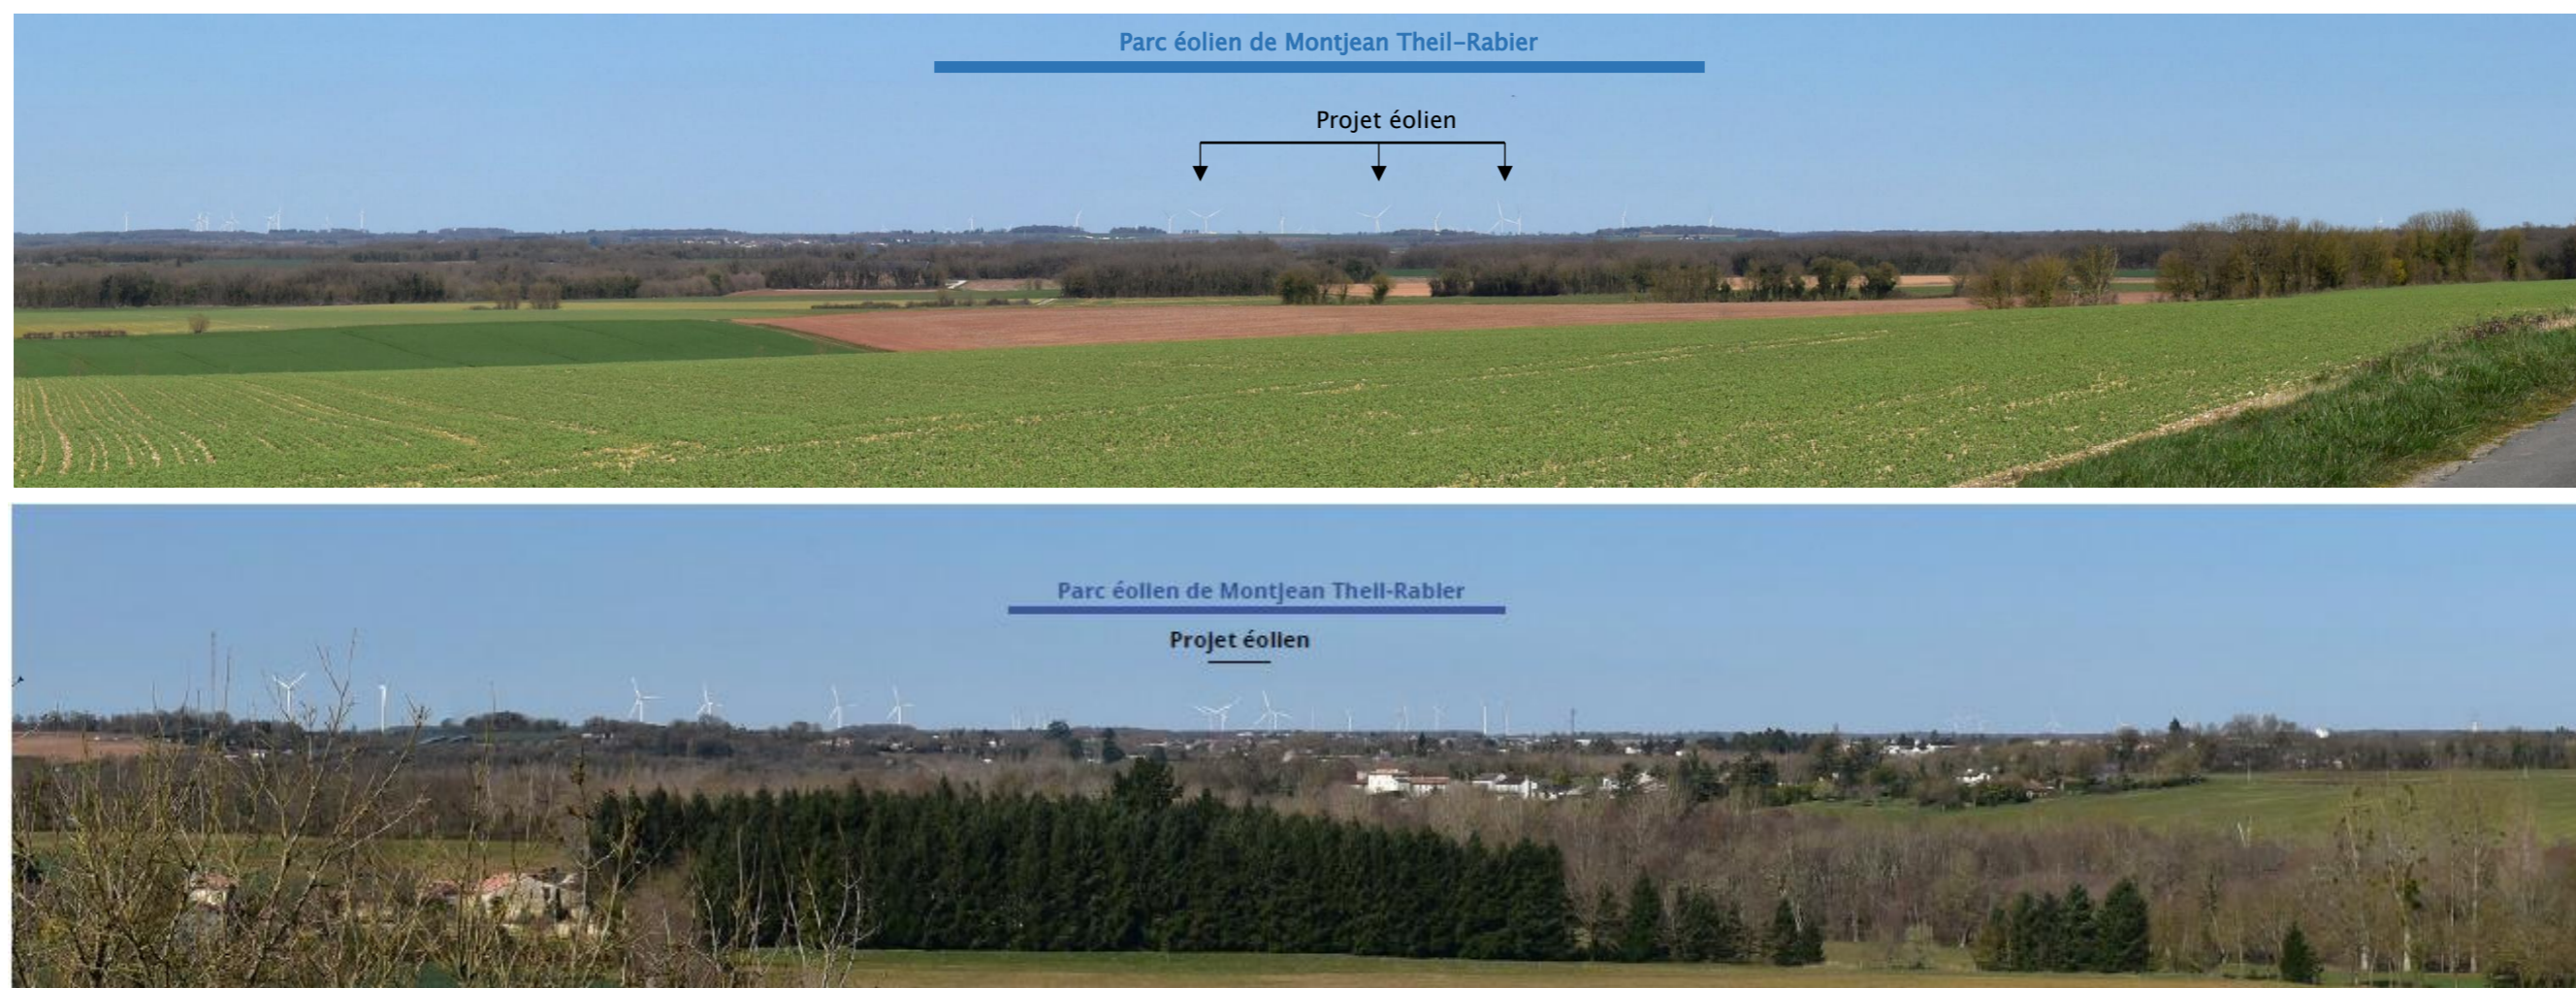 Parc éolien de Montjean Theil-Rabier
Projet éolien
Parc éolien de Montjean Theil-Rabier
Projet éolien